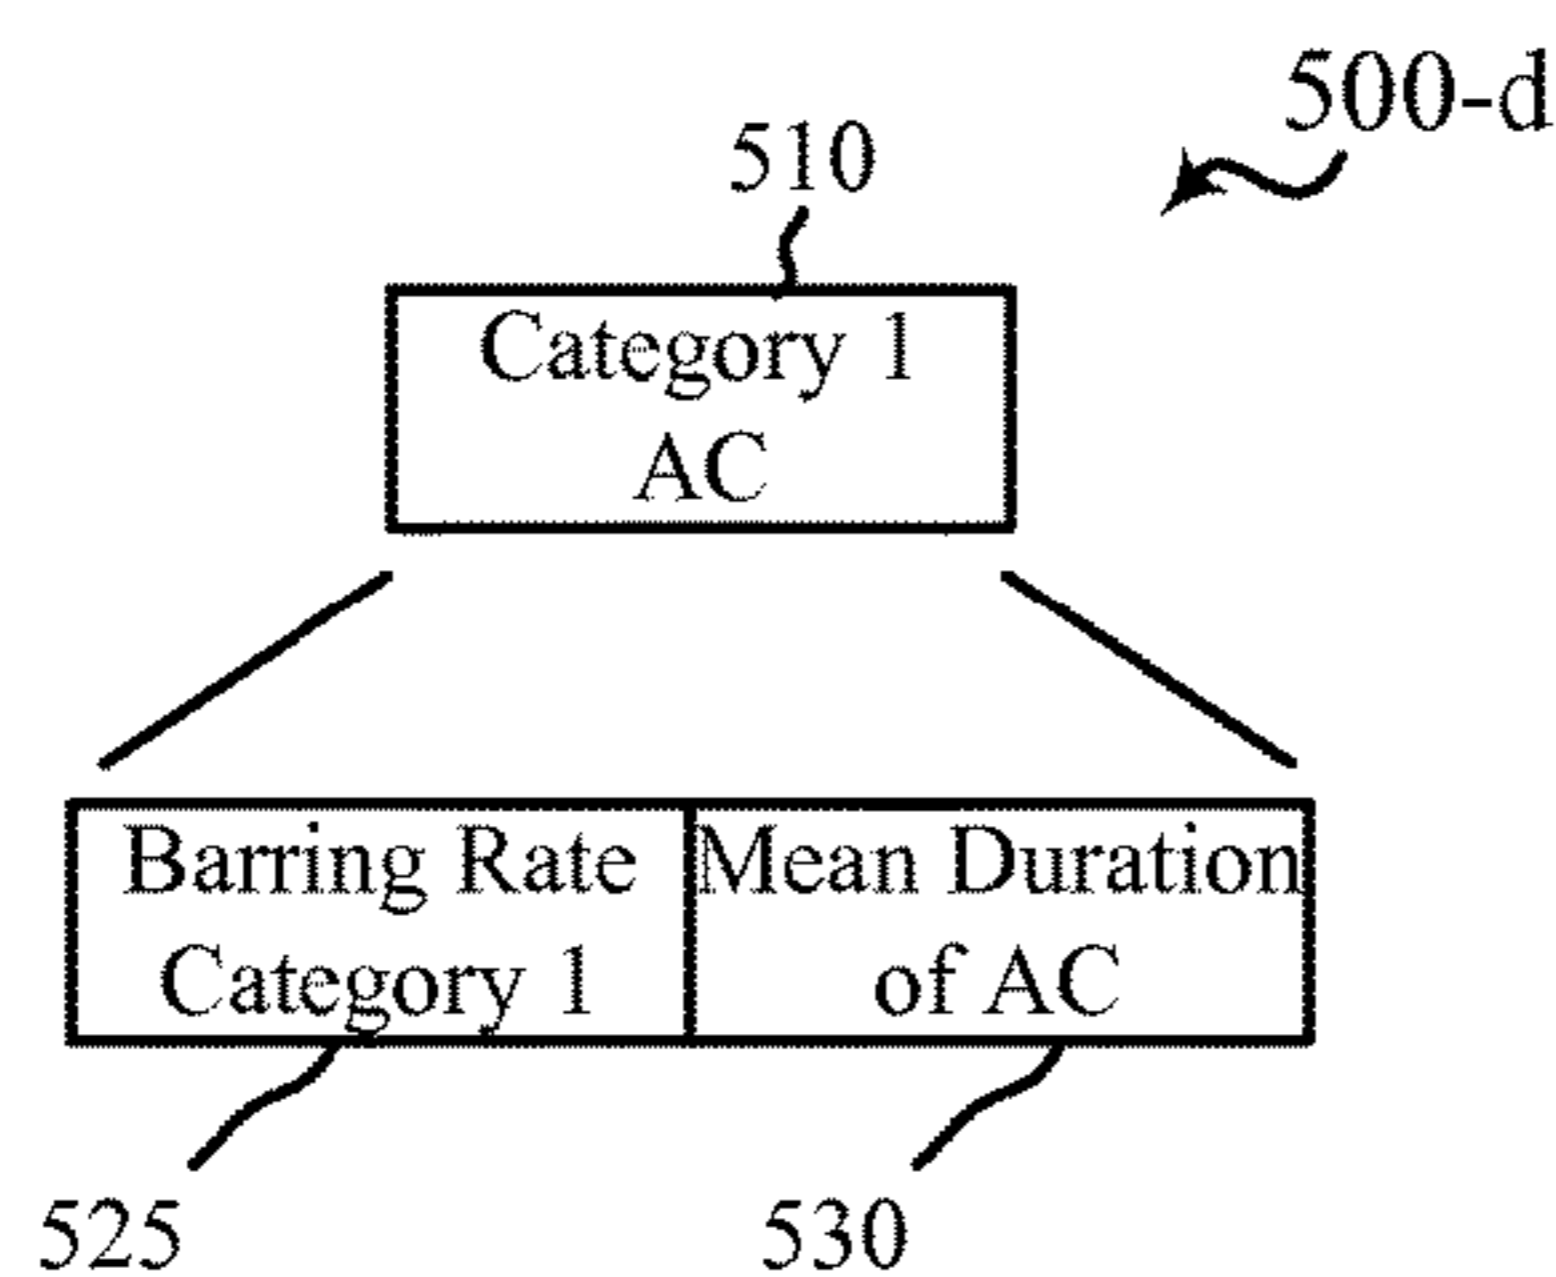 500-d
510
Category 1
AC
Barring Rate
Category 1
Mean Duration
of AC
525
530